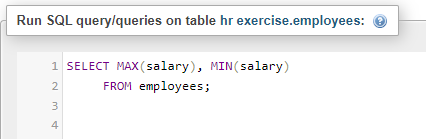 Run SQL query/queries on table hr exercise.employees:
1 SELECT MAX(salary), MIN(salary)
2 FROM employees;
3
4